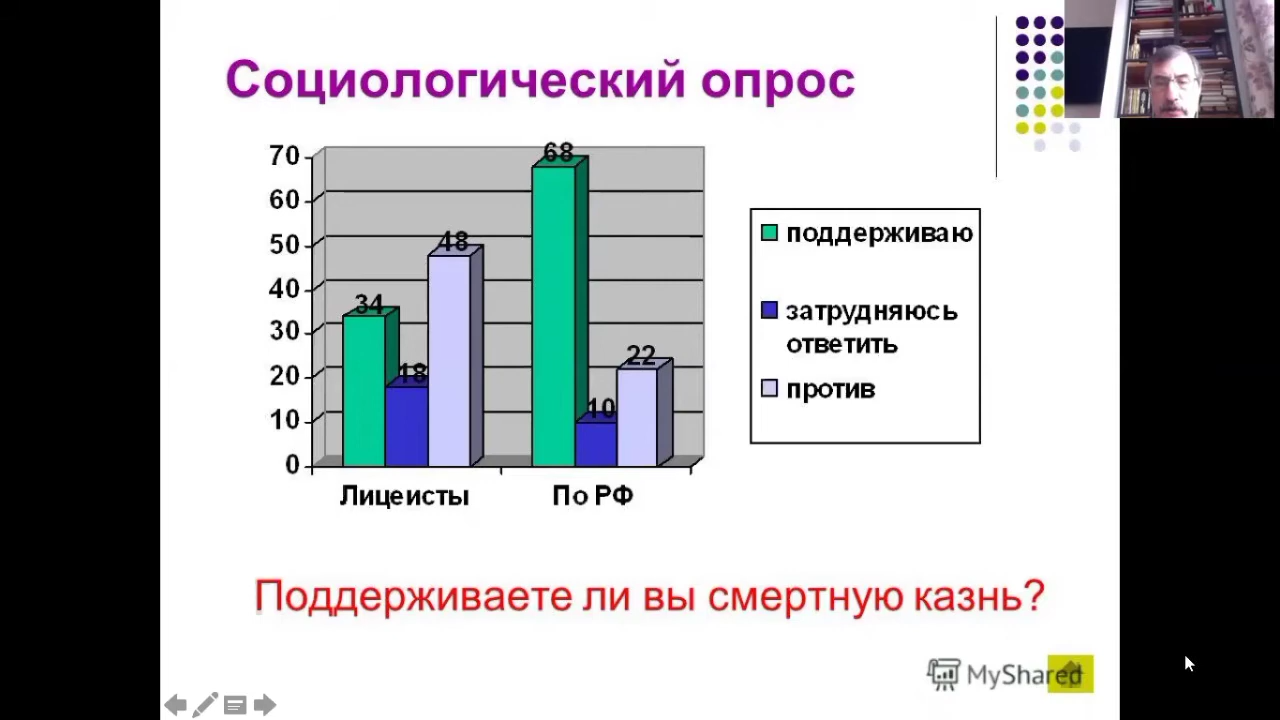 Социологический опрос
70
60
50
40
30
20
10
0
34
18
48
68
10
22
Лицеисты
По РФ
поддерживаю
затрудняюсь
ответить
против
Поддерживаете ли вы смертную казнь?
MyShared